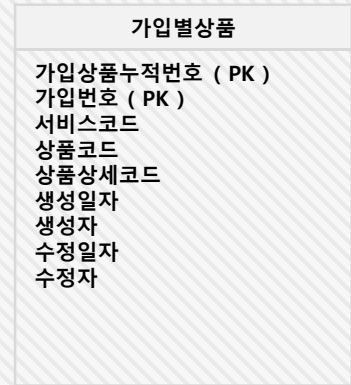 가입별상품
가입상품누적번호 ( PK )
가입번호 ( PK )
서비스코드
상품코드
상품상세코드
생성일자
생성자
수정일자
수정자